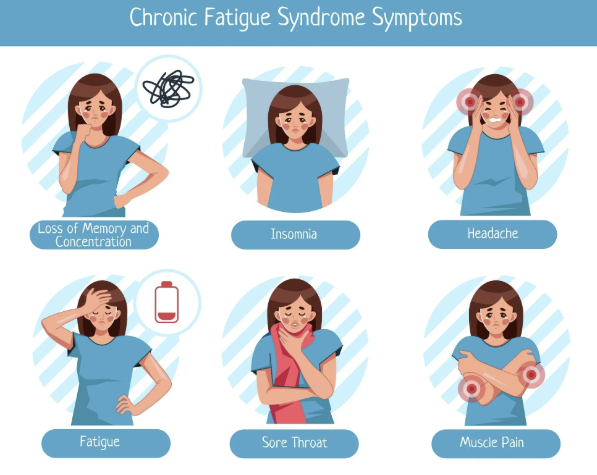 Chronic Fatigue Syndrome Symptoms
Loss of Memory and
Concentration
Insomnia
Headache
Fatigue
Sore Throat
Muscle Pain